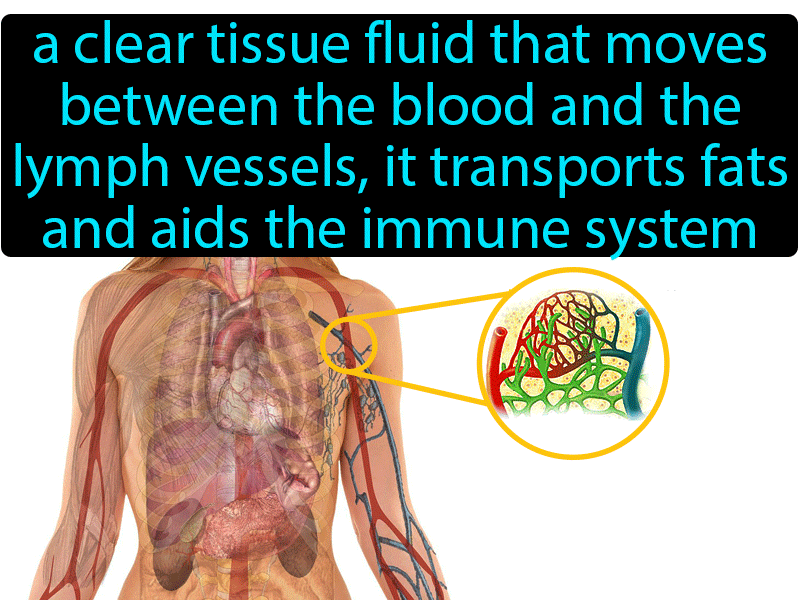 a clear tissue fluid that moves
between the blood and the
lymph vessels, it transports fats
and aids the immune system